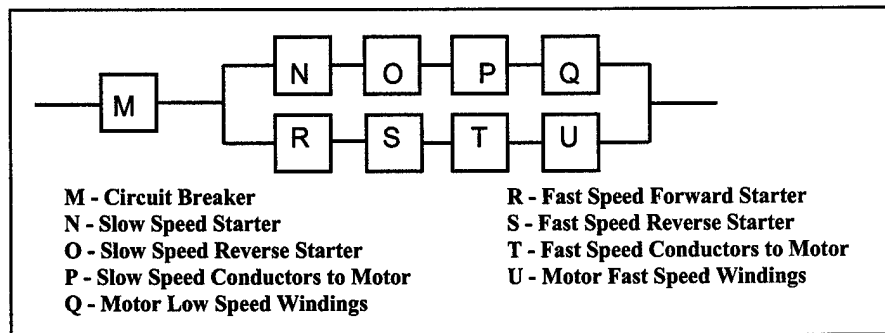 N O P Q
M
R S T U
M - Circuit Breaker
N - Slow Speed Starter
O - Slow Speed Reverse Starter
P - Slow Speed Conductors to Motor
Q - Motor Low Speed Windings
R - Fast Speed Forward Starter
S - Fast Speed Reverse Starter
T - Fast Speed Conductors to Motor
U - Motor Fast Speed Windings